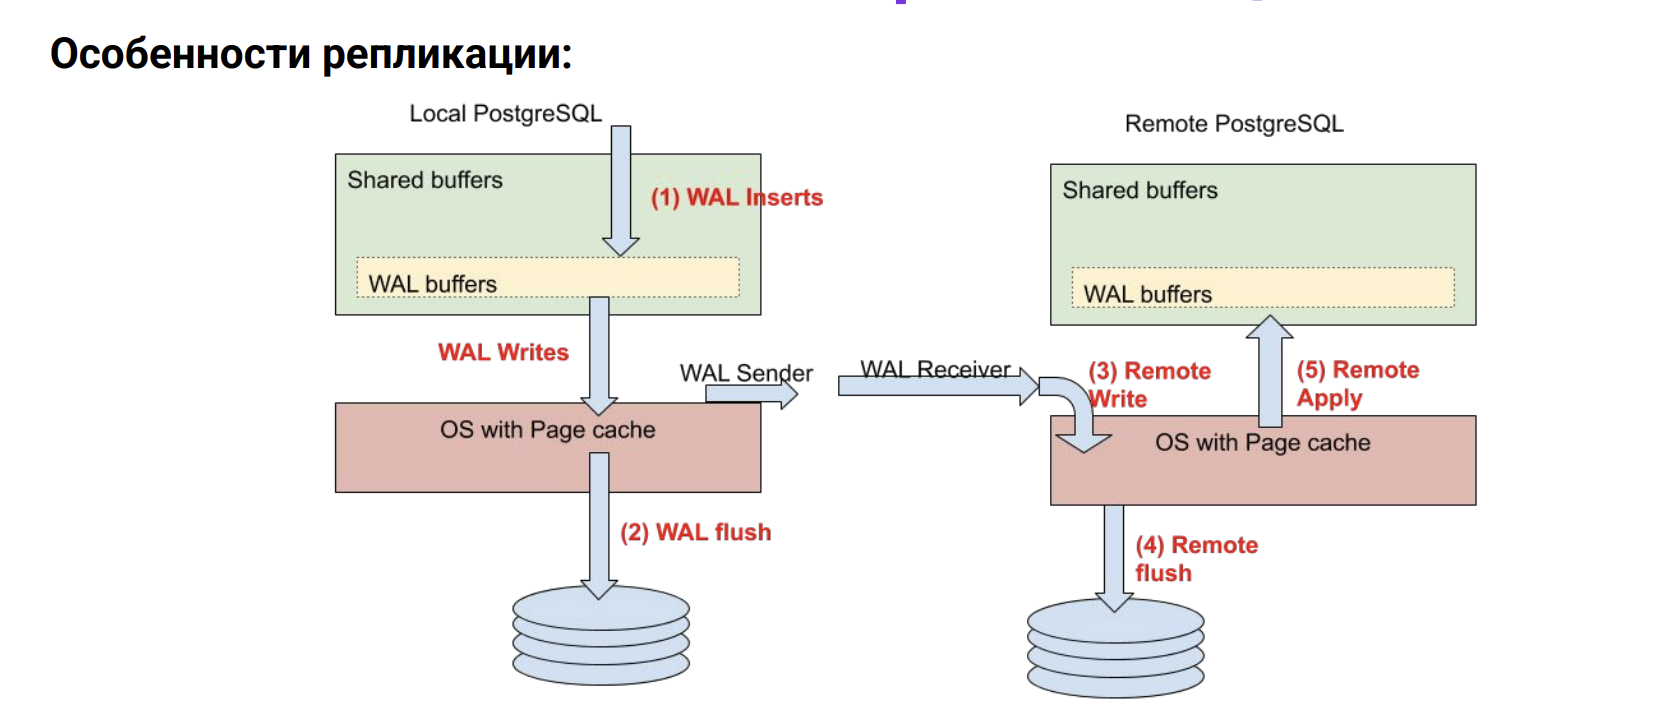 Особенности репликации:
Local PostgreSQL
Shared buffers
(1) WAL Inserts
WAL buffers
WAL Writes
WAL Sender
OS with Page cache
(2) WAL flush
Remote PostgreSQL
Shared buffers
WAL buffers
WAL Receiver
(3) Remote
Write
(5) Remote
Apply
OS with Page cache
(4) Remote
flush